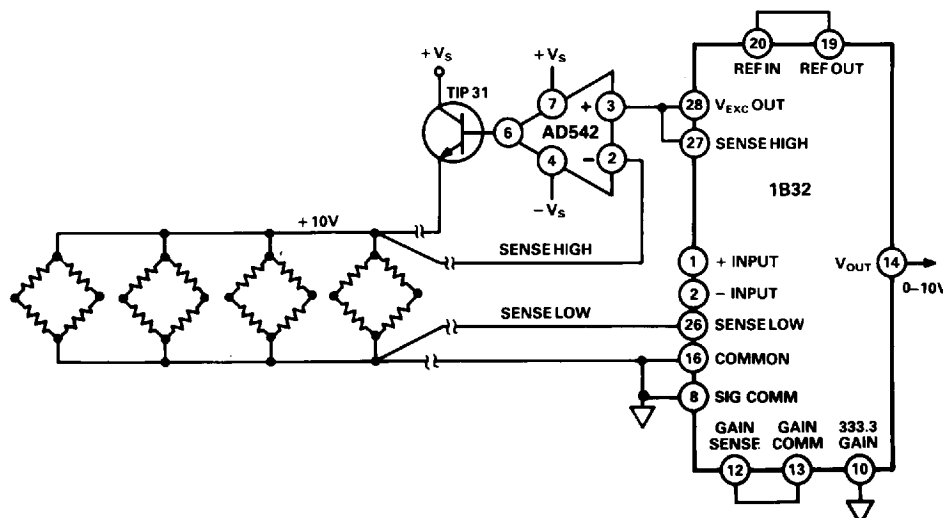 20
19
REF IN
REF OUT
+ VS
+ VS
TIP 31
7
+
3
28
VEXC OUT
6
AD542
27
SENSE HIGH
4
–
2
1B32
– VS
+ 10V
SENSE HIGH
1
+ INPUT
VOUT
14
2
– INPUT
0–10V
SENSE LOW
26
SENSE LOW
16
COMMON
8
SIG COMM
GAIN SENSE
GAIN COMM
333.3 GAIN
12
13
10